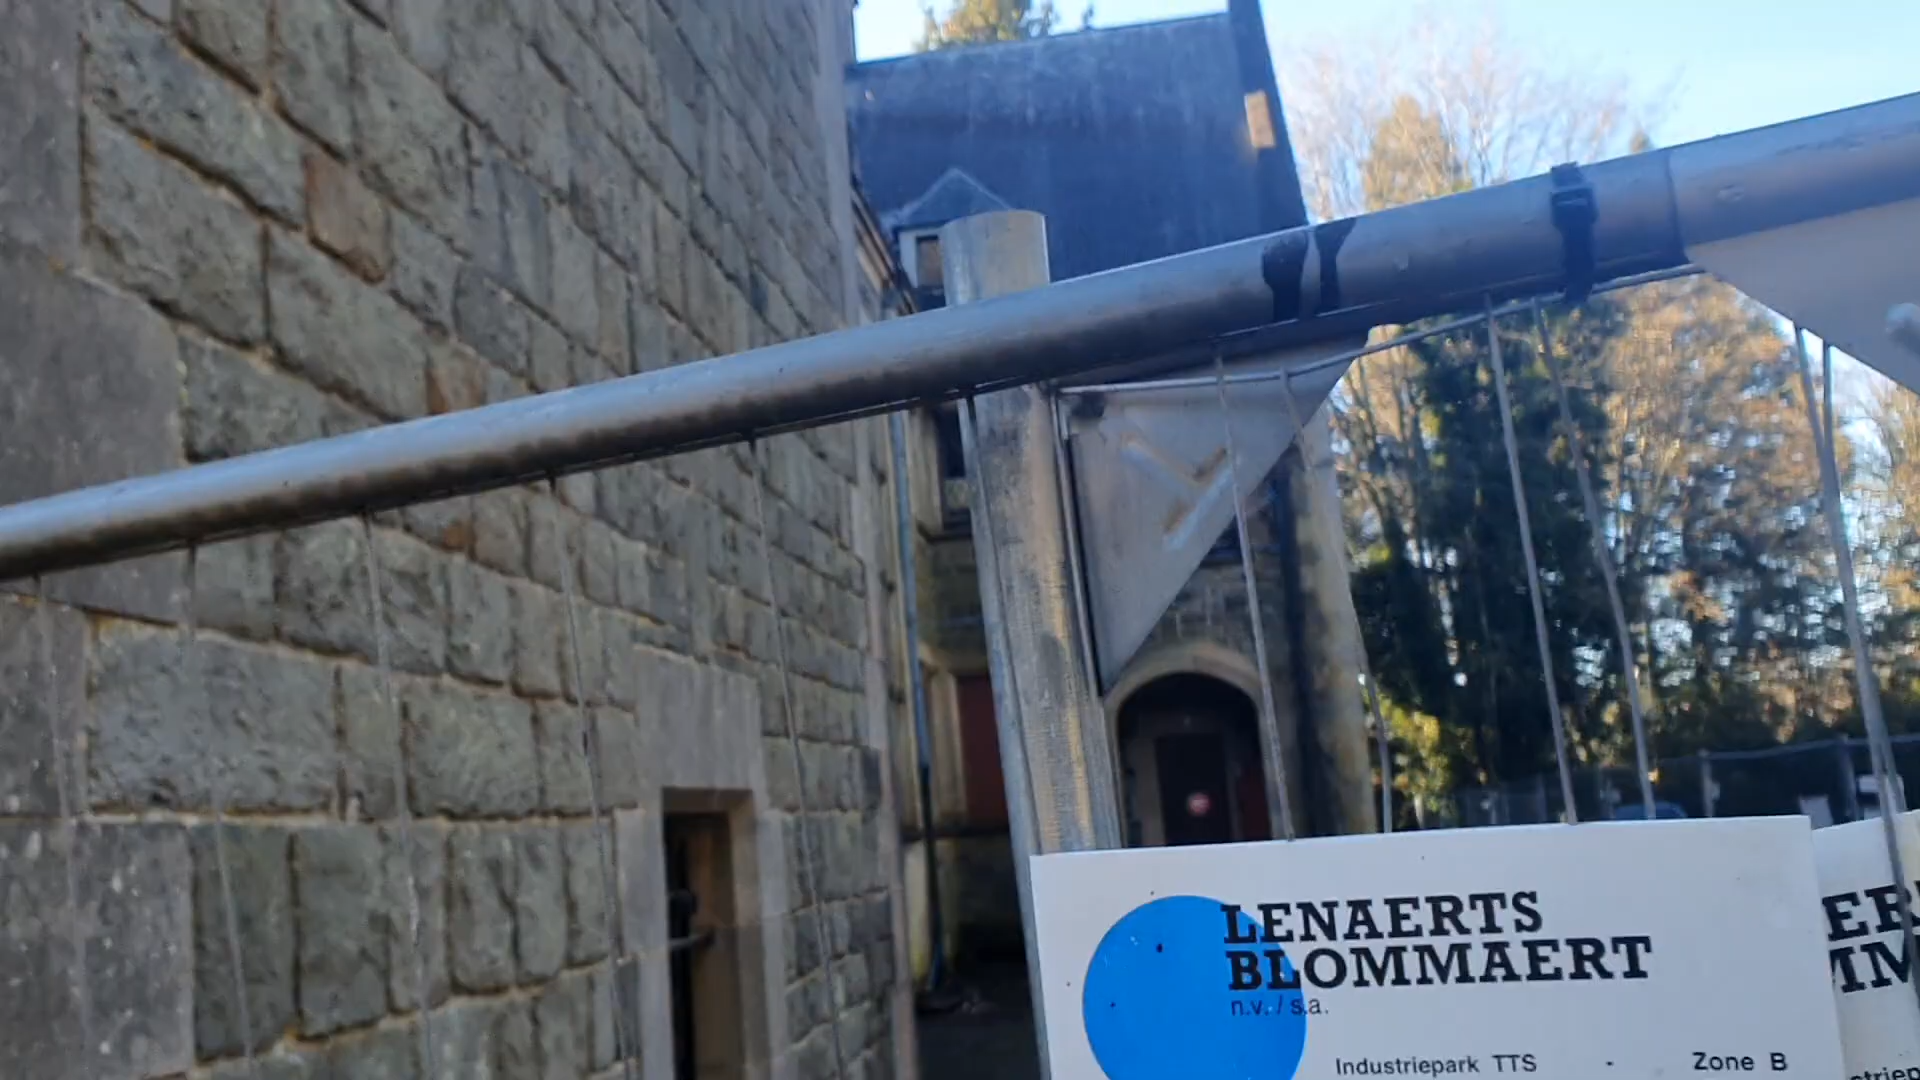 LENAERTS
BLOMMAERT
n.v. / s.a.
Industriepark TTS - Zone B